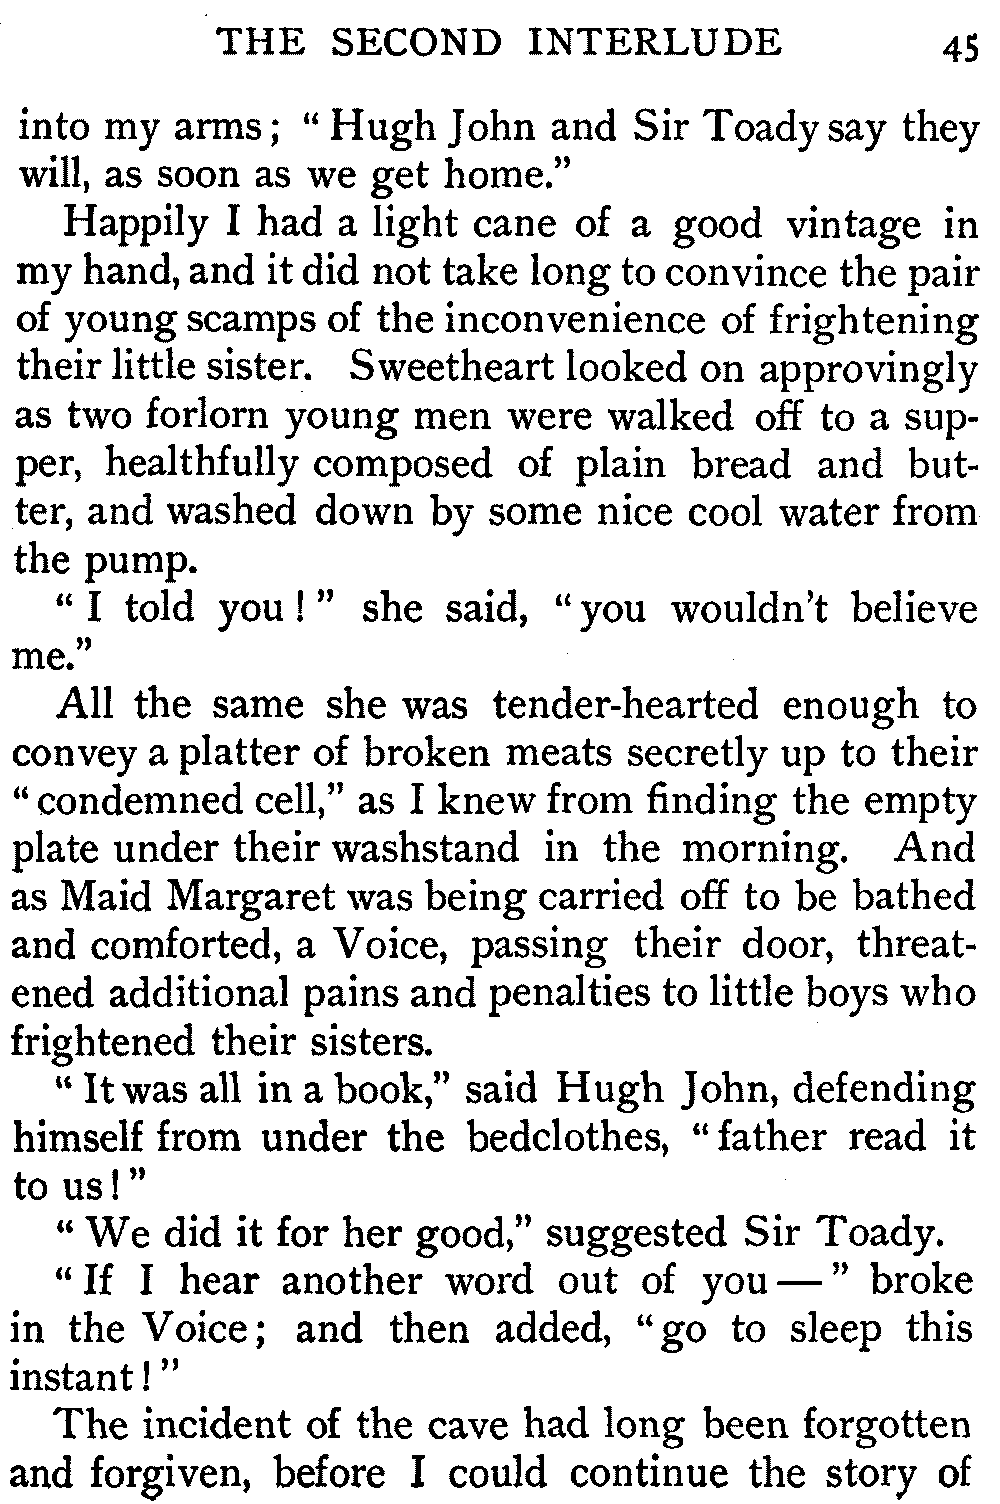 THE SECOND INTERLUDE 45
into my arms; “Hugh John and Sir Toady say they
will, as soon as we get home.”
Happily I had a light cane of a good vintage in
my hand, and it did not take long to convince the pair
of young scamps of the inconvenience of frightening
their little sister. Sweetheart looked on approvingly
as two forlorn young men were walked off to a sup-
per, healthfully composed of plain bread and but-
ter, and washed down by some nice cool water from
the pump.
“I told you!” she said, “you wouldn’t believe
me.”
All the same she was tender-hearted enough to
convey a platter of broken meats secretly up to their
“condemned cell,” as I knew from finding the empty
plate under their washstand in the morning. And
as Maid Margaret was being carried off to be bathed
and comforted, a Voice, passing their door, threat-
ened additional pains and penalties to little boys who
frightened their sisters.
“It was all in a book,” said Hugh John, defending
himself from under the bedclothes, “father read it
to us!”
“We did it for her good,” suggested Sir Toady.
“If I hear another word out of you—” broke
in the Voice; and then added, “go to sleep this
instant!”
The incident of the cave had long been forgotten
and forgiven, before I could continue the story of